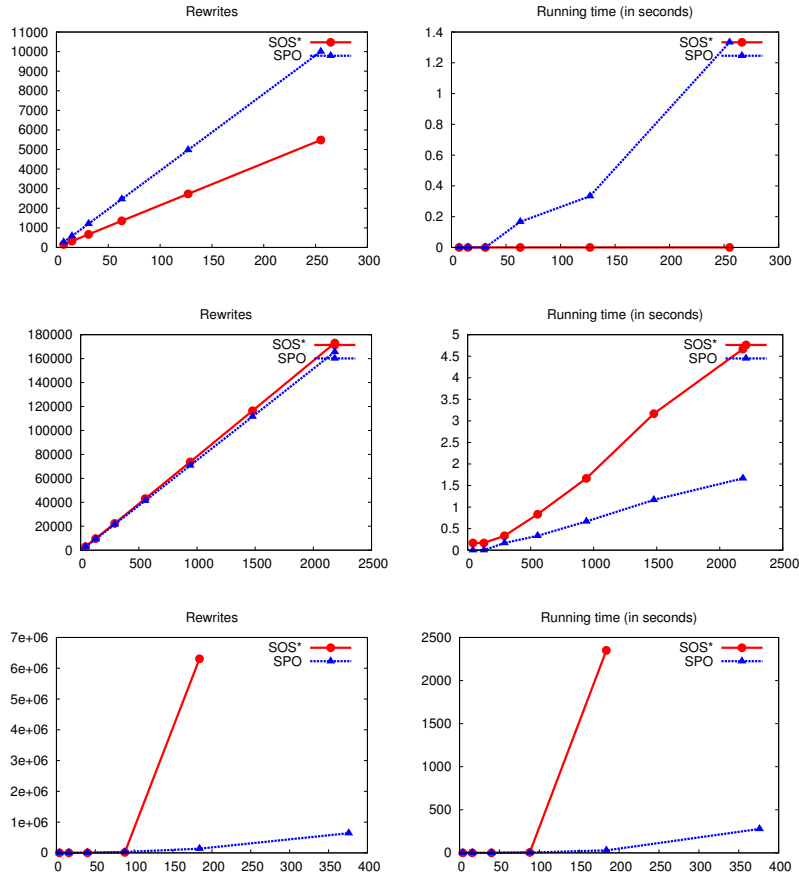 Rewrites
11000
10000
9000
8000
7000
6000
5000
4000
3000
2000
1000
0
0 50 100 150 200 250 300
SOS*
SPO
Running time (in seconds)
1.4
1.2
1
0.8
0.6
0.4
0.2
0
0 50 100 150 200 250 300
SOS*
SPO
Rewrites
180000
160000
140000
120000
100000
80000
60000
40000
20000
0
0 500 1000 1500 2000 2500
SOS*
SPO
Running time (in seconds)
5
4.5
4
3.5
3
2.5
2
1.5
1
0.5
0
0 500 1000 1500 2000 2500
SOS*
SPO
Rewrites
7e+06
6e+06
5e+06
4e+06
3e+06
2e+06
1e+06
0
0 50 100 150 200 250 300 350 400
SOS*
SPO
Running time (in seconds)
2500
2000
1500
1000
500
0
0 50 100 150 200 250 300 350 400
SOS*
SPO